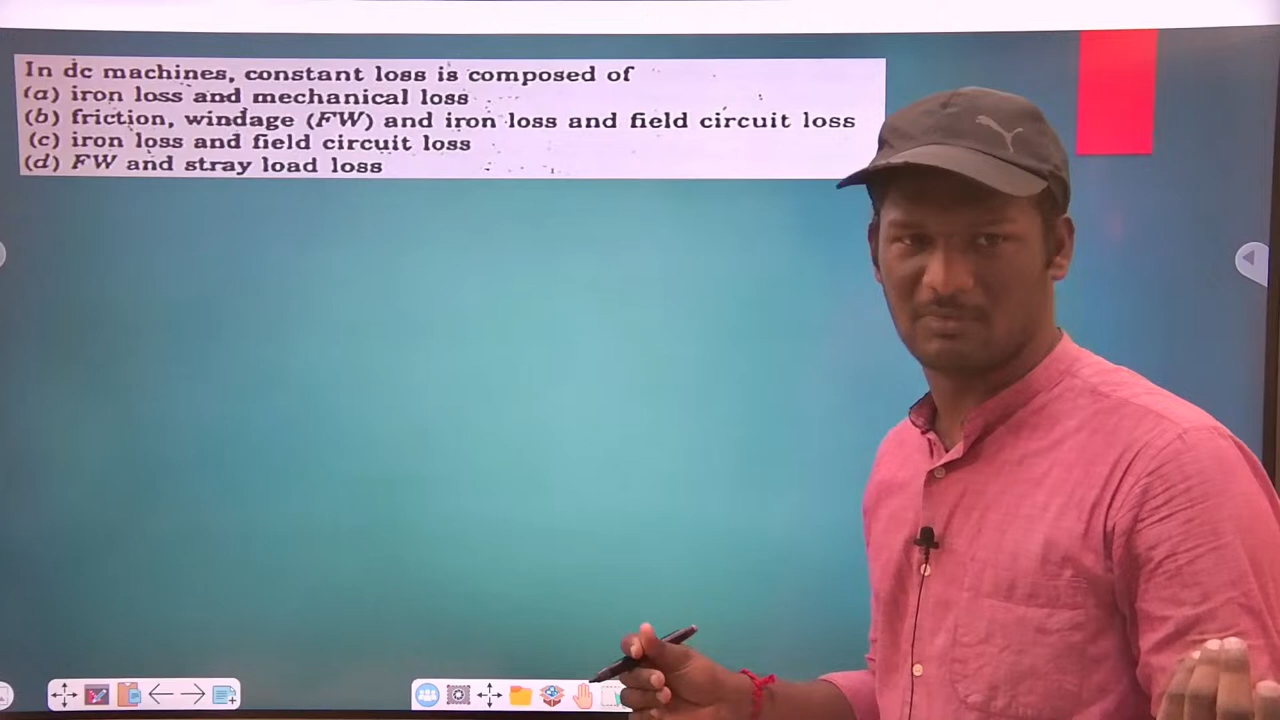 In dc machines, constant loss is composed of
(a) iron loss and mechanical loss
(b) friction, windage (FW) and iron loss and field circuit loss
(c) iron loss and field circuit loss
(d) FW and stray load loss